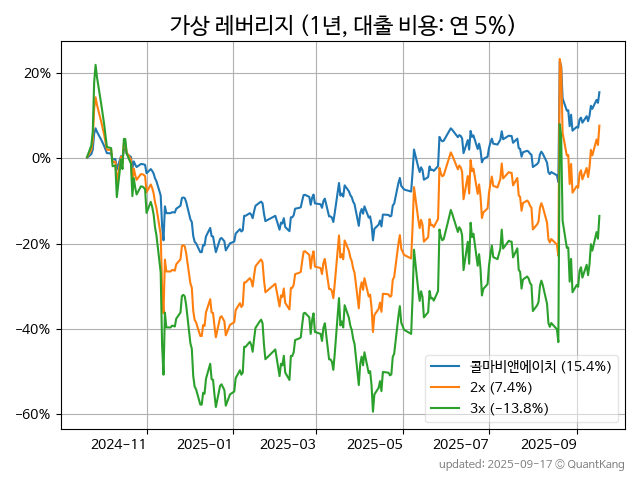 가상 레버리지 (1년, 대출 비용: 연 5%)
20%
0%
−20%
−40%
−60%
콜마비앤에이치 (15.4%)
2x (7.4%)
3x (−13.8%)
2024-11
2025-01
2025-03
2025-05
2025-07
2025-09
updated: 2025-09-17 © QuantKang